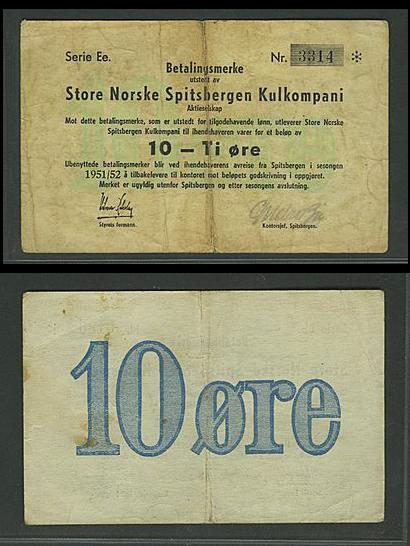 Serie Ee.
Nr. 3314 *
Betalingsmerke
utstedt av
Store Norske Spitsbergen Kulkompani
Aktieselskap
Mot dette betalingsmerke, som er utstedt for tilgodehavende lønn, utleverer Store Norske
Spitsbergen Kulkompani til ihendehaveren varer for et beløp av
10 — Ti øre
Ubenyttede betalingsmerker blir ved ihendehaverens avreise fra Spitsbergen i sesongen
1951/52 å tilbakelevere til kontoret mot beløpets godskrivning i oppgjøret.
Merket er ugyldig utenfor Spitsbergen og etter sesongens avslutning.
Styrets formann.
Kontorsjef, Spitsbergen.
10 øre